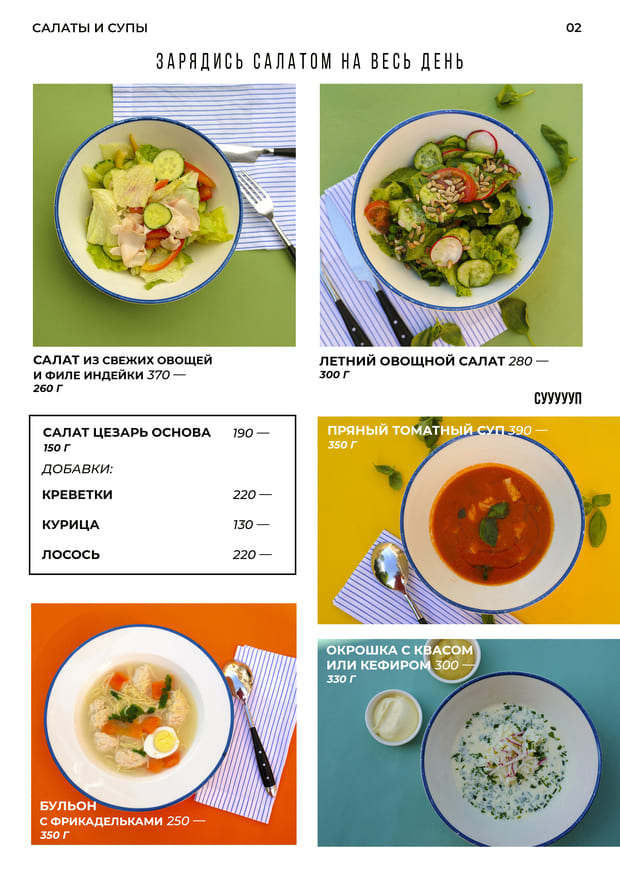 САЛАТЫ И СУПЫ
02
ЗАРЯДИСЬ САЛАТОМ НА ВЕСЬ ДЕНЬ
САЛАТ ИЗ СВЕЖИХ ОВОЩЕЙ
И ФИЛЕ ИНДЕЙКИ 370 —
260 Г
ЛЕТНИЙ ОВОЩНОЙ САЛАТ 280 —
300 Г
САЛАТ ЦЕЗАРЬ ОСНОВА 190 —
150 Г
ДОБАВКИ:
КРЕВЕТКИ 220 —
КУРИЦА 130 —
ЛОСОСЬ 220 —
СУУУУУП
ПРЯНЫЙ ТОМАТНЫЙ СУП 390 —
350 Г
БУЛЬОН
С ФРИКАДЕЛЬКАМИ 250 —
350 Г
ОКРОШКА С КВАСОМ
ИЛИ КЕФИРОМ 300 —
330 Г